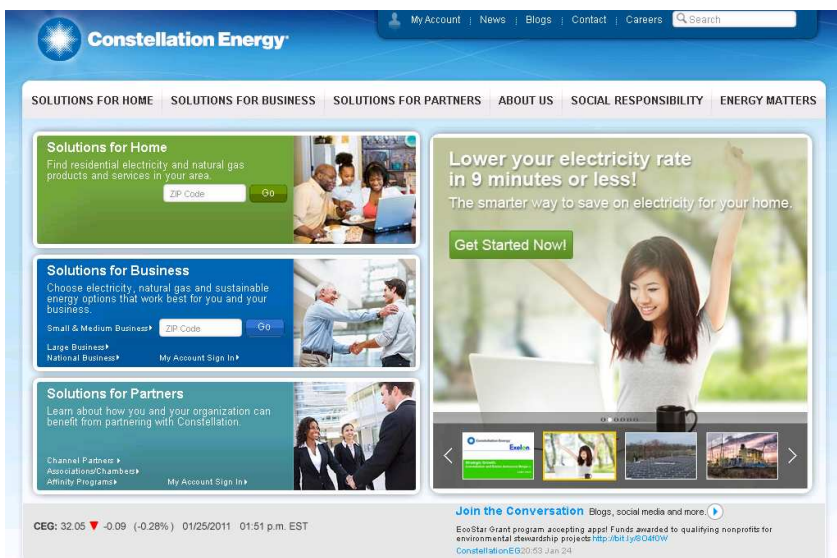 Constellation Energy
My Account | News | Blogs | Contact | Careers
Search
SOLUTIONS FOR HOME SOLUTIONS FOR BUSINESS SOLUTIONS FOR PARTNERS ABOUT US SOCIAL RESPONSIBILITY ENERGY MATTERS
Solutions for Home
Find residential electricity and natural gas
products and services in your area.
ZIP Code Go
Solutions for Business
Choose electricity, natural gas and sustainable
energy options that work best for you and your
business.
Small & Medium Business ZIP Code Go
Large Business
National Business My Account Sign In
Solutions for Partners
Learn about how you and your organization can
benefit from partnering with Constellation.
Channel Partners
Associations/Chambers
Affinity Programs My Account Sign In
Lower your electricity rate
in 9 minutes or less!
The smarter way to save on electricity for your home.
Get Started Now!
Constellation Energy
Exelon
CEG: 32.05 ▼ -0.09 (-0.28%) 01/25/2011 01:51 p.m. EST
Join the Conversation Blogs, social media and more.
EcoStar Grant program accepting apps! Funds awarded to qualifying nonprofits for
environmental stewardship projects http://bit.ly/8O4f0W
ConstellationEG20:53 Jan 24